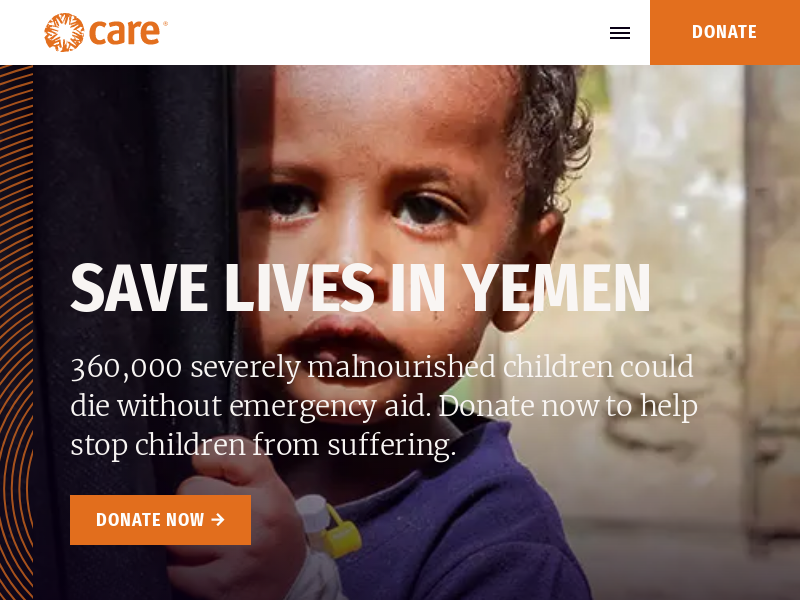 care®
DONATE
SAVE LIVES IN YEMEN
360,000 severely malnourished children could
die without emergency aid. Donate now to help
stop children from suffering.
DONATE NOW →